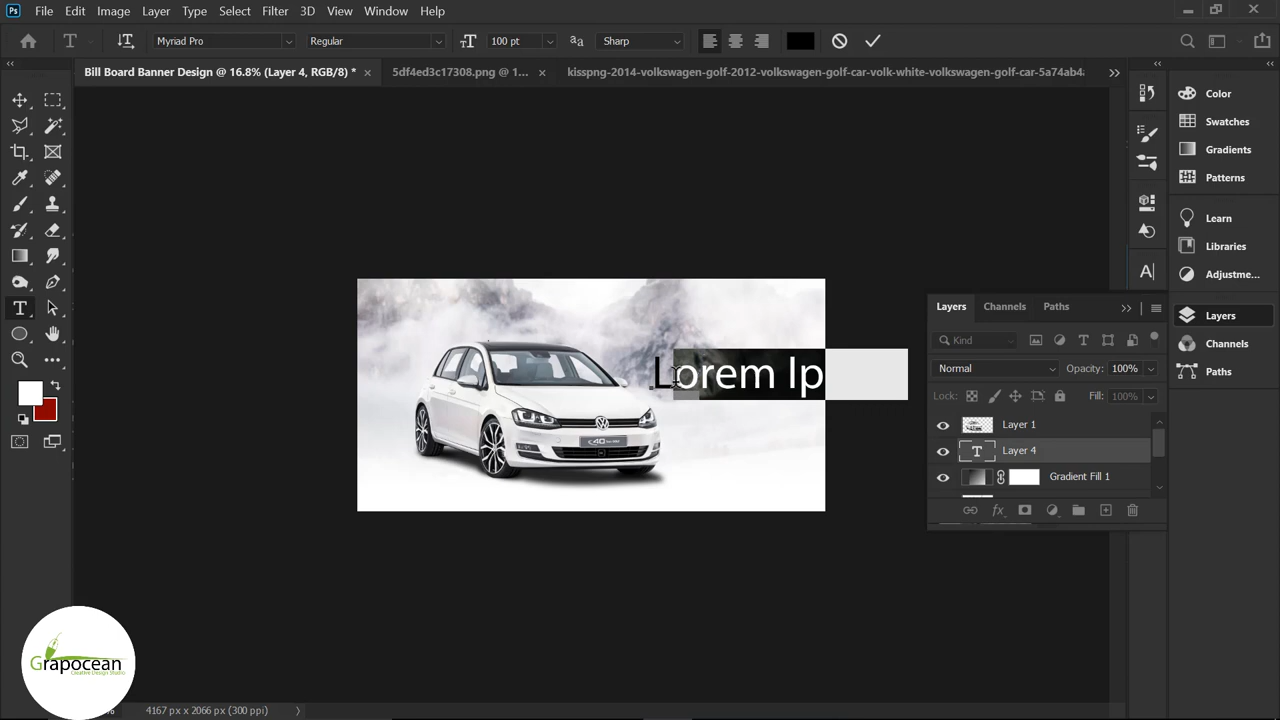 Ps File Edit Image Layer Type Select Filter 3D View Window Help
T Myriad Pro Regular 100 pt Sharp
Bill Board Banner Design @ 16.8% (Layer 4, RGB/8) * 5df4ed3c17308.png @ 1... kisspng-2014-volkswagen-golf-2012-volkswagen-golf-car-volk-white-volkswagen-golf-car-5a74ab4
Color
Swatches
Gradients
Patterns
Learn
Libraries
Adjustme...
Layers
Channels
Paths
Layers Channels Paths
Kind
Normal Opacity: 100%
Lock: Fill: 100%
Layer 1
Layer 4
Gradient Fill 1
Lorem Ip
Grapocean
Creative Design Studio
4167 px x 2066 px (300 ppi)